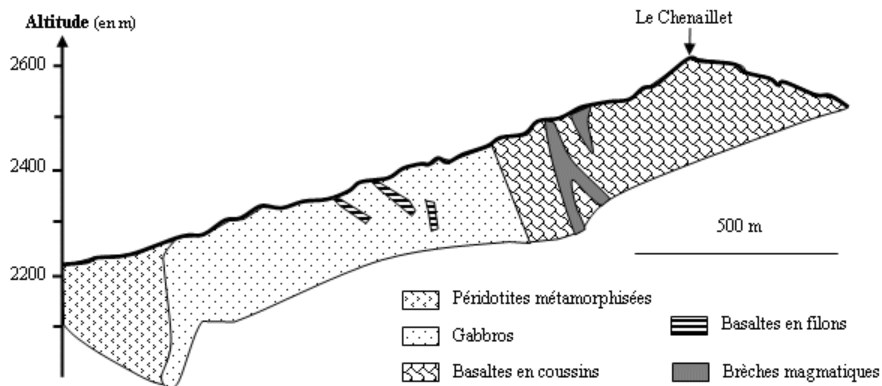 Le Chenaillet
Altitude (en m)
2600
2400
2200
500 m
Péridotites métamorphisées
Gabbros
Basaltes en coussins
Basaltes en filons
Brèches magmatiques